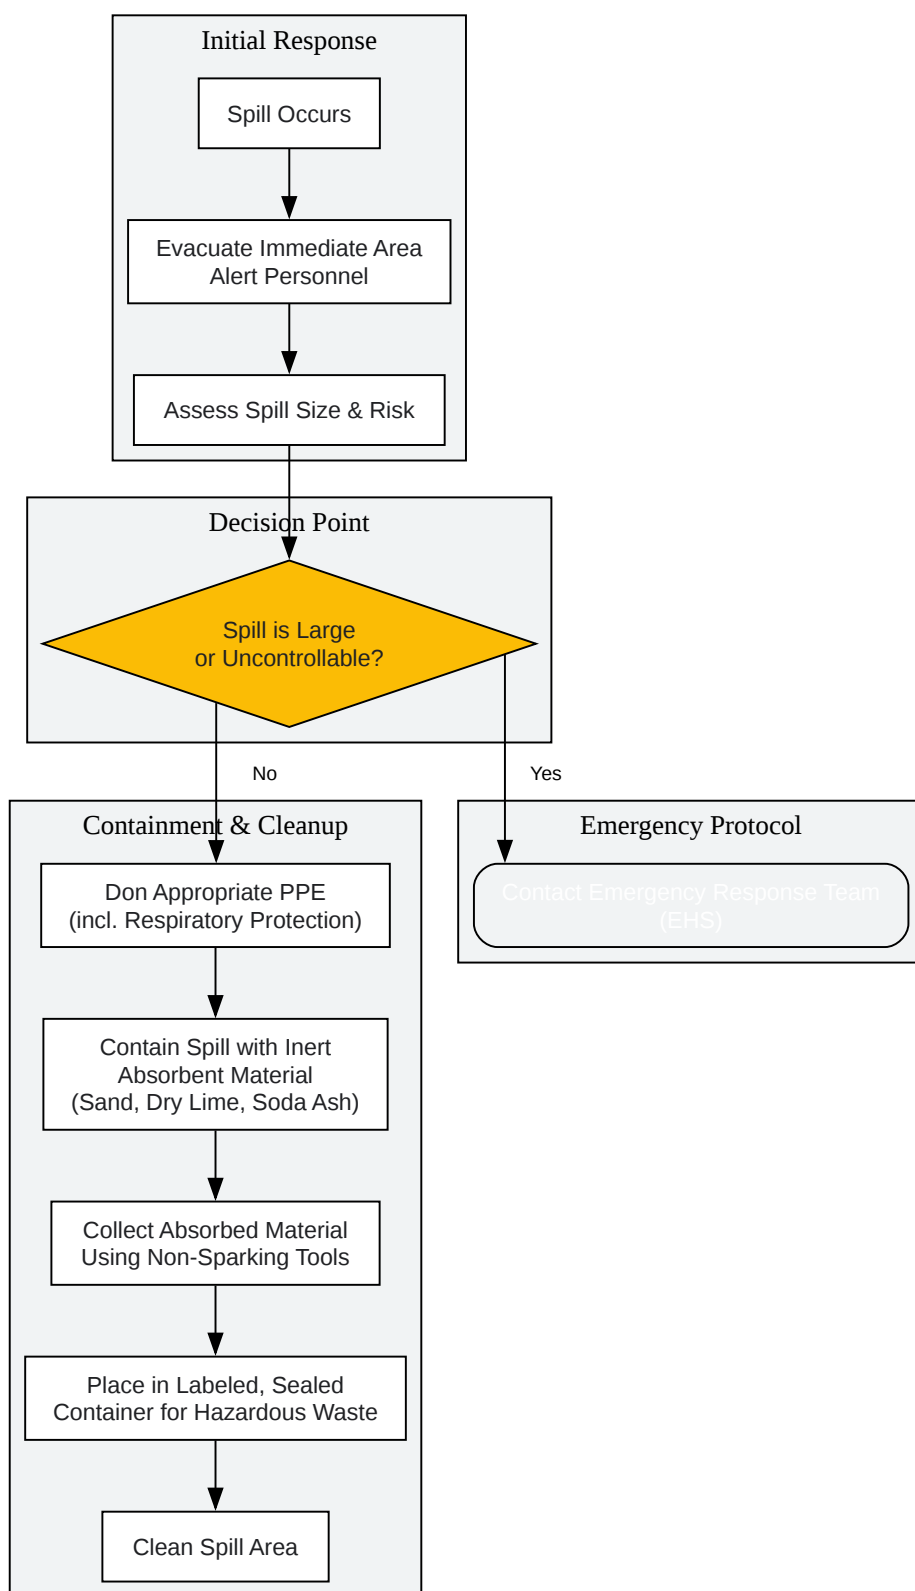 Initial Response
Spill Occurs
Evacuate Immediate Area
Alert Personnel
Assess Spill Size & Risk
Decision Point
Spill is Large
or Uncontrollable?
No
Yes
Containment & Cleanup
Don Appropriate PPE
(incl. Respiratory Protection)
Contain Spill with Inert
Absorbent Material
(Sand, Dry Lime, Soda Ash)
Collect Absorbed Material
Using Non-Sparking Tools
Place in Labeled, Sealed
Container for Hazardous Waste
Clean Spill Area
Emergency Protocol
Contact Emergency Response Team
(EHS)